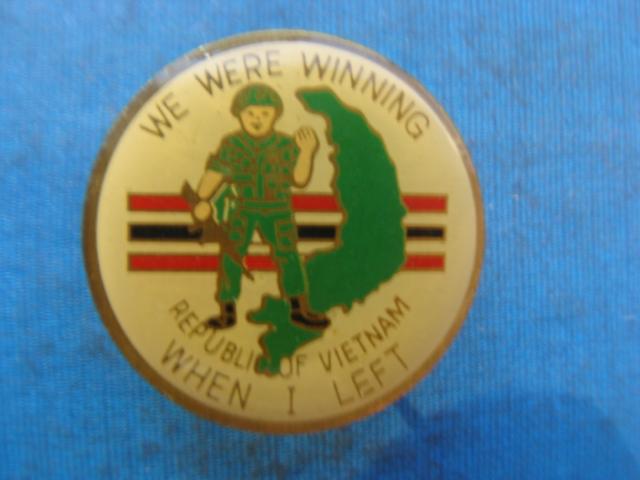 WE WERE WINNING
REPUBLIC OF VIETNAM
WHEN I LEFT